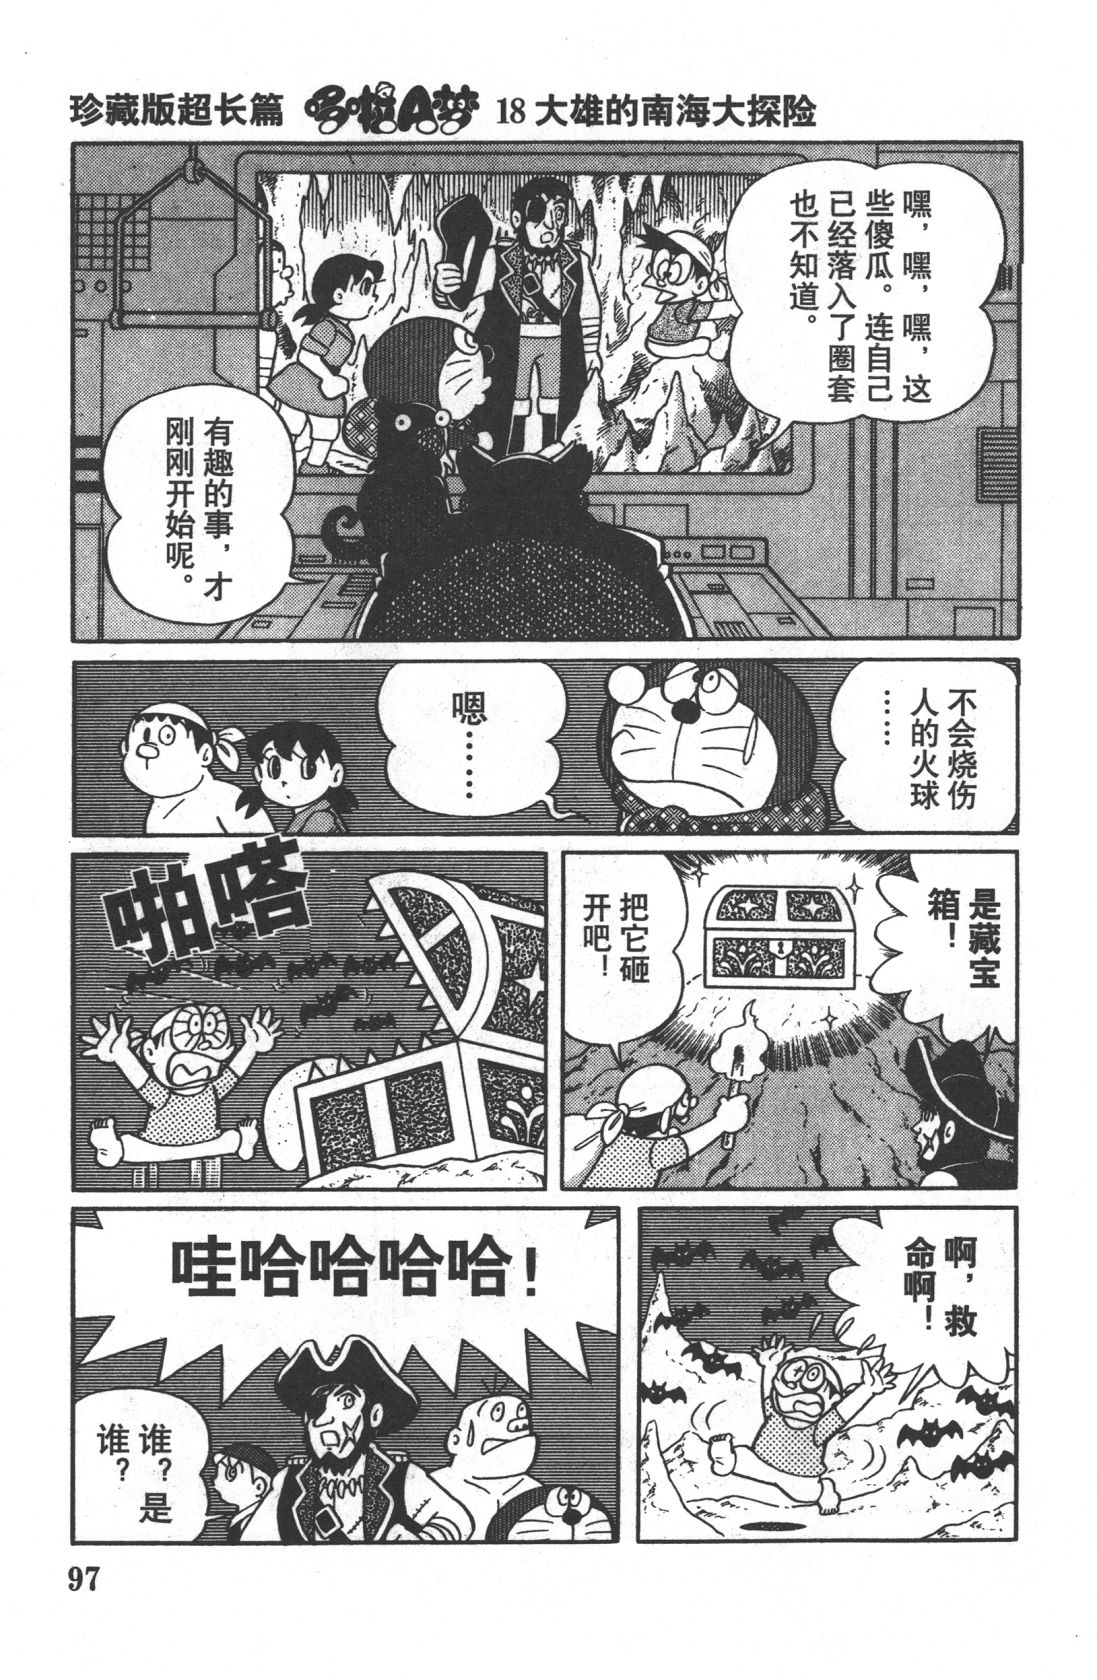 珍藏版超长篇 哆啦A梦 18 大雄的南海大探险
嘿，嘿，嘿，这
些傻瓜。连自己
已经落入了圈套
也不知道。
有趣的事，才
刚刚开始呢。
不会烧伤
人的火球
……
嗯……
是藏宝
箱！
把它砸
开吧！
啪嗒
啊，救
命啊！
哇哈哈哈哈！
谁？是
谁？
97